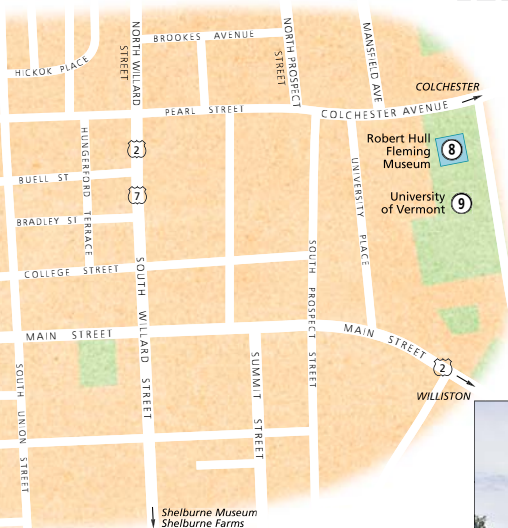 BROOKES AVENUE
NORTH WILLARD
STREET
NORTH PROSPECT
STREET
MANSFIELD AVE
HICKOK PLACE
COLCHESTER
PEARL STREET
COLCHESTER AVENUE
HUNGERFORD TERRACE
2
Robert Hull
Fleming
Museum
8
BUELL ST
UNIVERSITY PLACE
7
University
of Vermont
9
BRADLEY ST
COLLEGE STREET
SOUTH WILLARD STREET
SOUTH PROSPECT STREET
MAIN STREET
MAIN STREET
SOUTH UNION STREET
SUMMIT STREET
2
WILLISTON
Shelburne Museum
Shelburne Farms